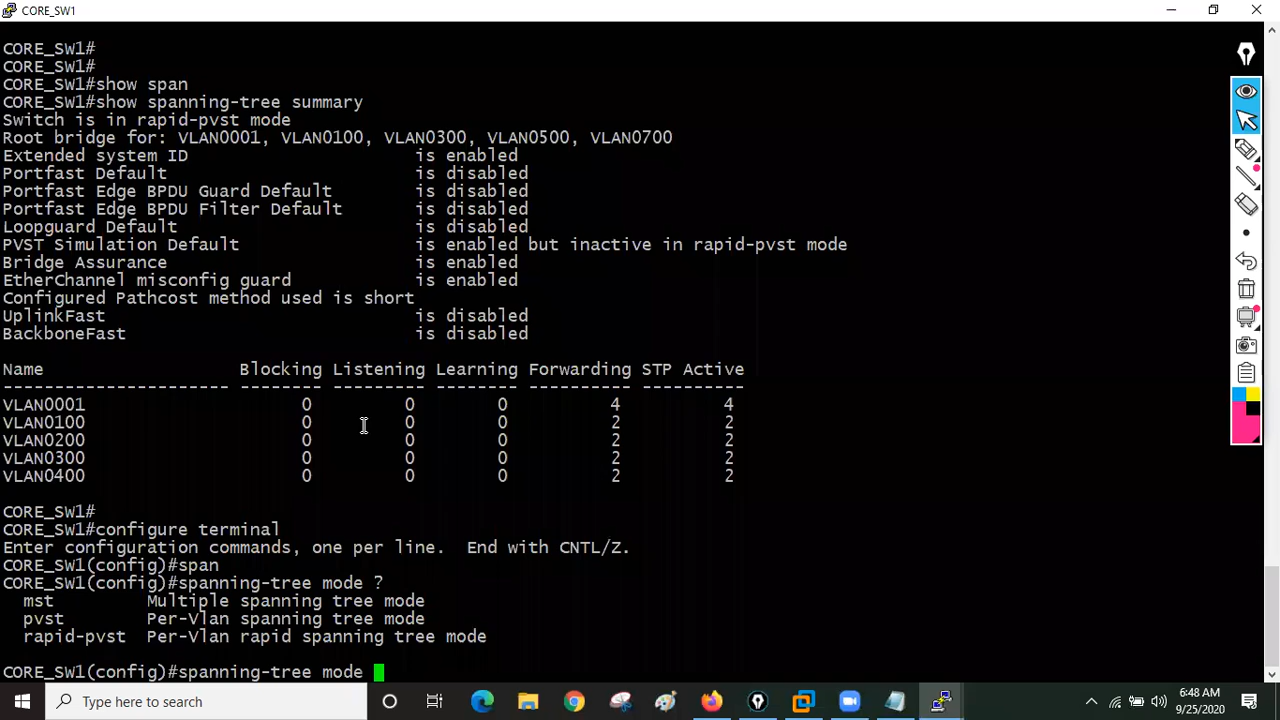 CORE_SW1
CORE_SW1#
CORE_SW1#
CORE_SW1#show span
CORE_SW1#show spanning-tree summary
Switch is in rapid-pvst mode
Root bridge for: VLAN0001, VLAN0100, VLAN0300, VLAN0500, VLAN0700
Extended system ID is enabled
Portfast Default is disabled
Portfast Edge BPDU Guard Default is disabled
Portfast Edge BPDU Filter Default is disabled
Loopguard Default is disabled
PVST Simulation Default is enabled but inactive in rapid-pvst mode
Bridge Assurance is enabled
EtherChannel misconfig guard is enabled
Configured Pathcost method used is short
UplinkFast is disabled
BackboneFast is disabled
Name Blocking Listening Learning Forwarding STP Active
---------------------- -------- --------- -------- ---------- ----------
VLAN0001 0 0 0 4 4
VLAN0100 0 0 0 2 2
VLAN0200 0 0 0 2 2
VLAN0300 0 0 0 2 2
VLAN0400 0 0 0 2 2
CORE_SW1#
CORE_SW1#configure terminal
Enter configuration commands, one per line. End with CNTL/Z.
CORE_SW1(config)#span
CORE_SW1(config)#spanning-tree mode ?
mst Multiple spanning tree mode
pvst Per-Vlan spanning tree mode
rapid-pvst Per-Vlan rapid spanning tree mode
CORE_SW1(config)#spanning-tree mode
Type here to search
6:48 AM
9/25/2020